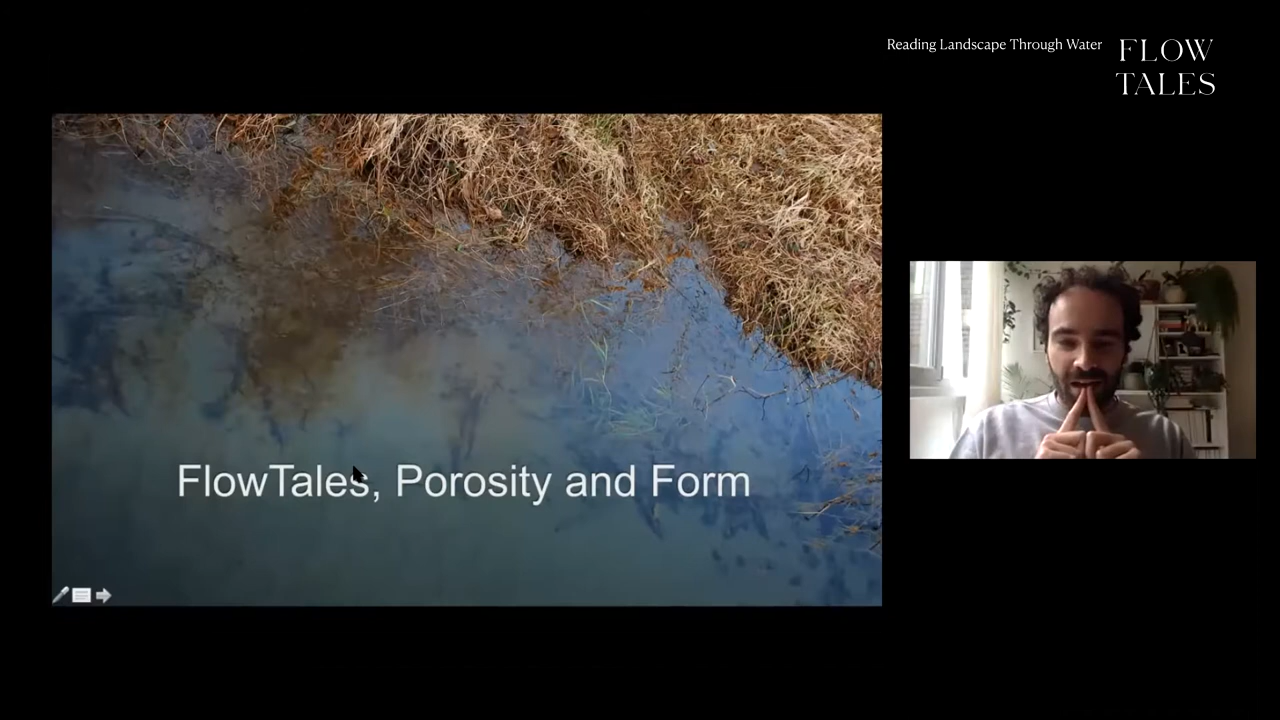 Reading Landscape Through Water
FLOW
TALES
FlowTales, Porosity and Form